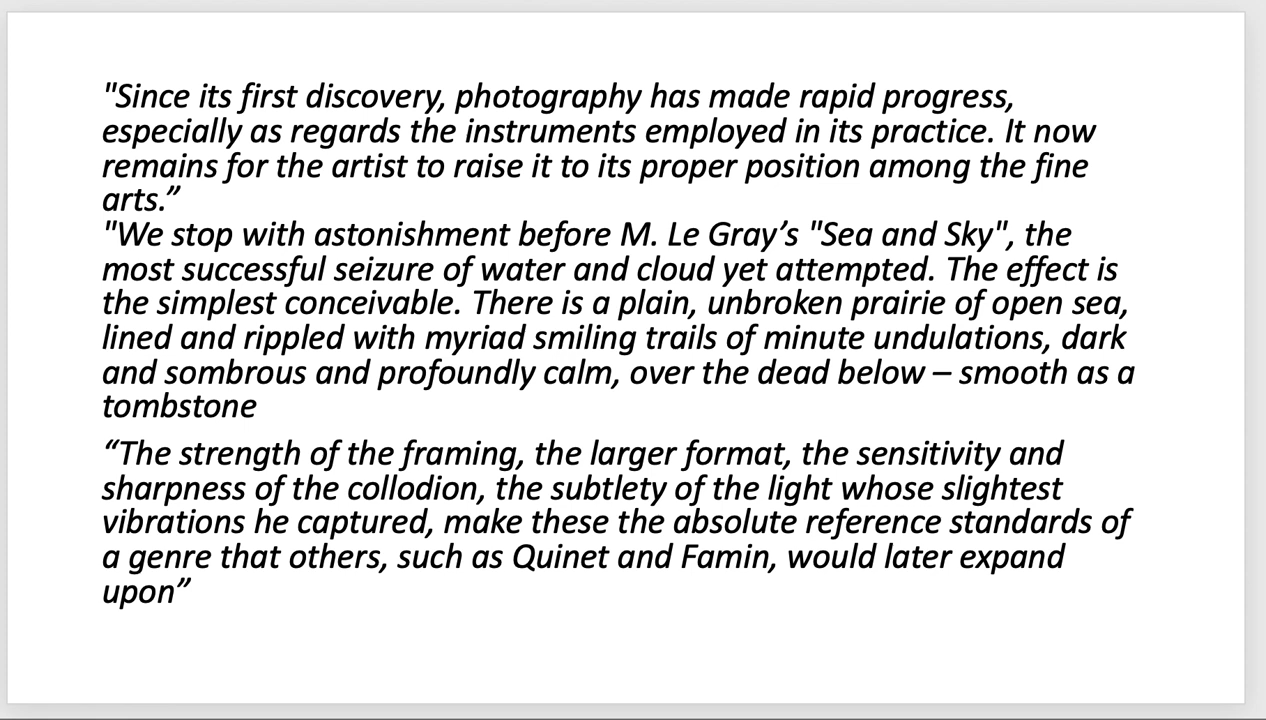 "Since its first discovery, photography has made rapid progress,
especially as regards the instruments employed in its practice. It now
remains for the artist to raise it to its proper position among the fine
arts.”
"We stop with astonishment before M. Le Gray’s "Sea and Sky", the
most successful seizure of water and cloud yet attempted. The effect is
the simplest conceivable. There is a plain, unbroken prairie of open sea,
lined and rippled with myriad smiling trails of minute undulations, dark
and sombrous and profoundly calm, over the dead below – smooth as a
tombstone
“The strength of the framing, the larger format, the sensitivity and
sharpness of the collodion, the subtlety of the light whose slightest
vibrations he captured, make these the absolute reference standards of
a genre that others, such as Quinet and Famin, would later expand
upon”